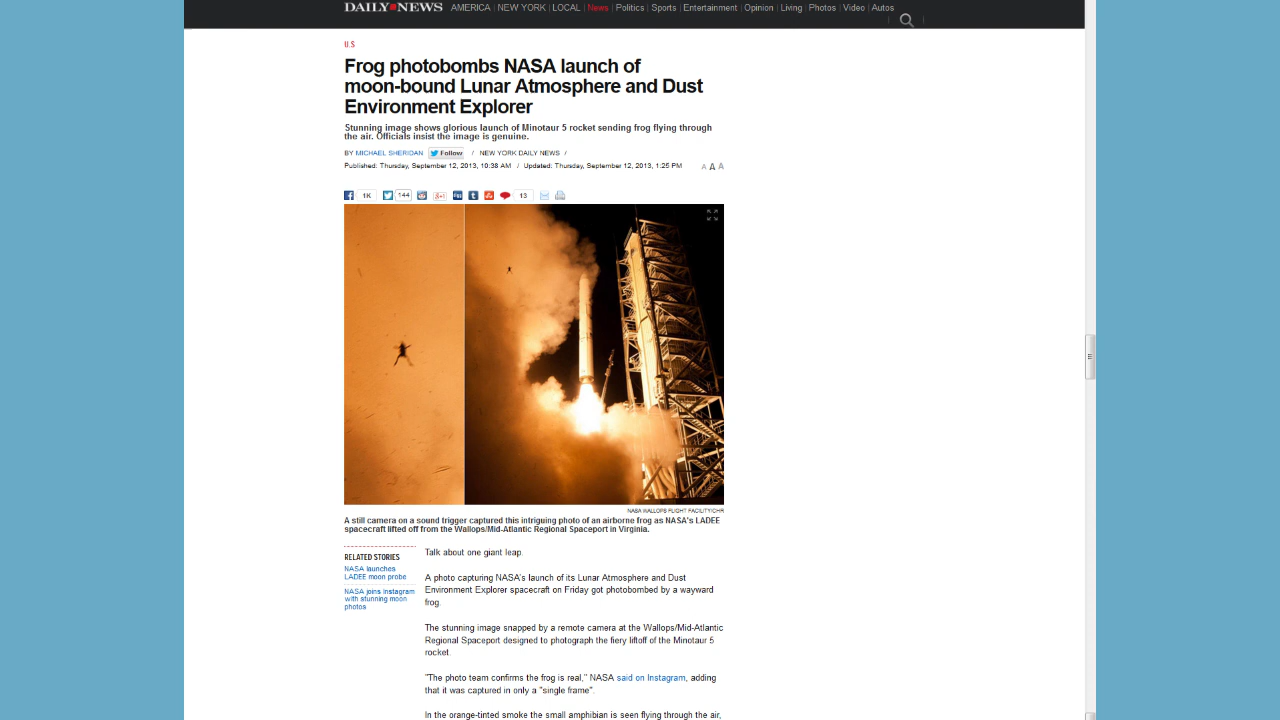 DAILY NEWS AMERICA | NEW YORK | LOCAL | News | Politics | Sports | Entertainment | Opinion | Living | Photos | Video | Autos
U.S
Frog photobombs NASA launch of
moon-bound Lunar Atmosphere and Dust
Environment Explorer
Stunning image shows glorious launch of Minotaur 5 rocket sending frog flying through
the air. Officials insist the image is genuine.
BY MICHAEL SHERIDAN Follow / NEW YORK DAILY NEWS /
Published: Thursday, September 12, 2013, 10:38 AM / Updated: Thursday, September 12, 2013, 1:25 PM A A A
1K 144 13
NASA WALLOPS FLIGHT FACILITY/CHR
A still camera on a sound trigger captured this intriguing photo of an airborne frog as NASA's LADEE
spacecraft lifted off from the Wallops/Mid-Atlantic Regional Spaceport in Virginia.
RELATED STORIES
NASA launches
LADEE moon probe
NASA joins Instagram
with stunning moon
photos
Talk about one giant leap.
A photo capturing NASA's launch of its Lunar Atmosphere and Dust
Environment Explorer spacecraft on Friday got photobombed by a wayward
frog.
The stunning image snapped by a remote camera at the Wallops/Mid-Atlantic
Regional Spaceport designed to photograph the fiery liftoff of the Minotaur 5
rocket.
"The photo team confirms the frog is real," NASA said on Instagram, adding
that it was captured in only a "single frame".
In the orange-tinted smoke the small amphibian is seen flying through the air,